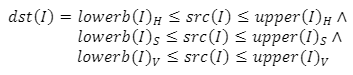 dst(I) = lowerb(I)_H ≤ src(I) ≤ upper(I)_H ∧
lowerb(I)_S ≤ src(I) ≤ upper(I)_S ∧
lowerb(I)_V ≤ src(I) ≤ upper(I)_V